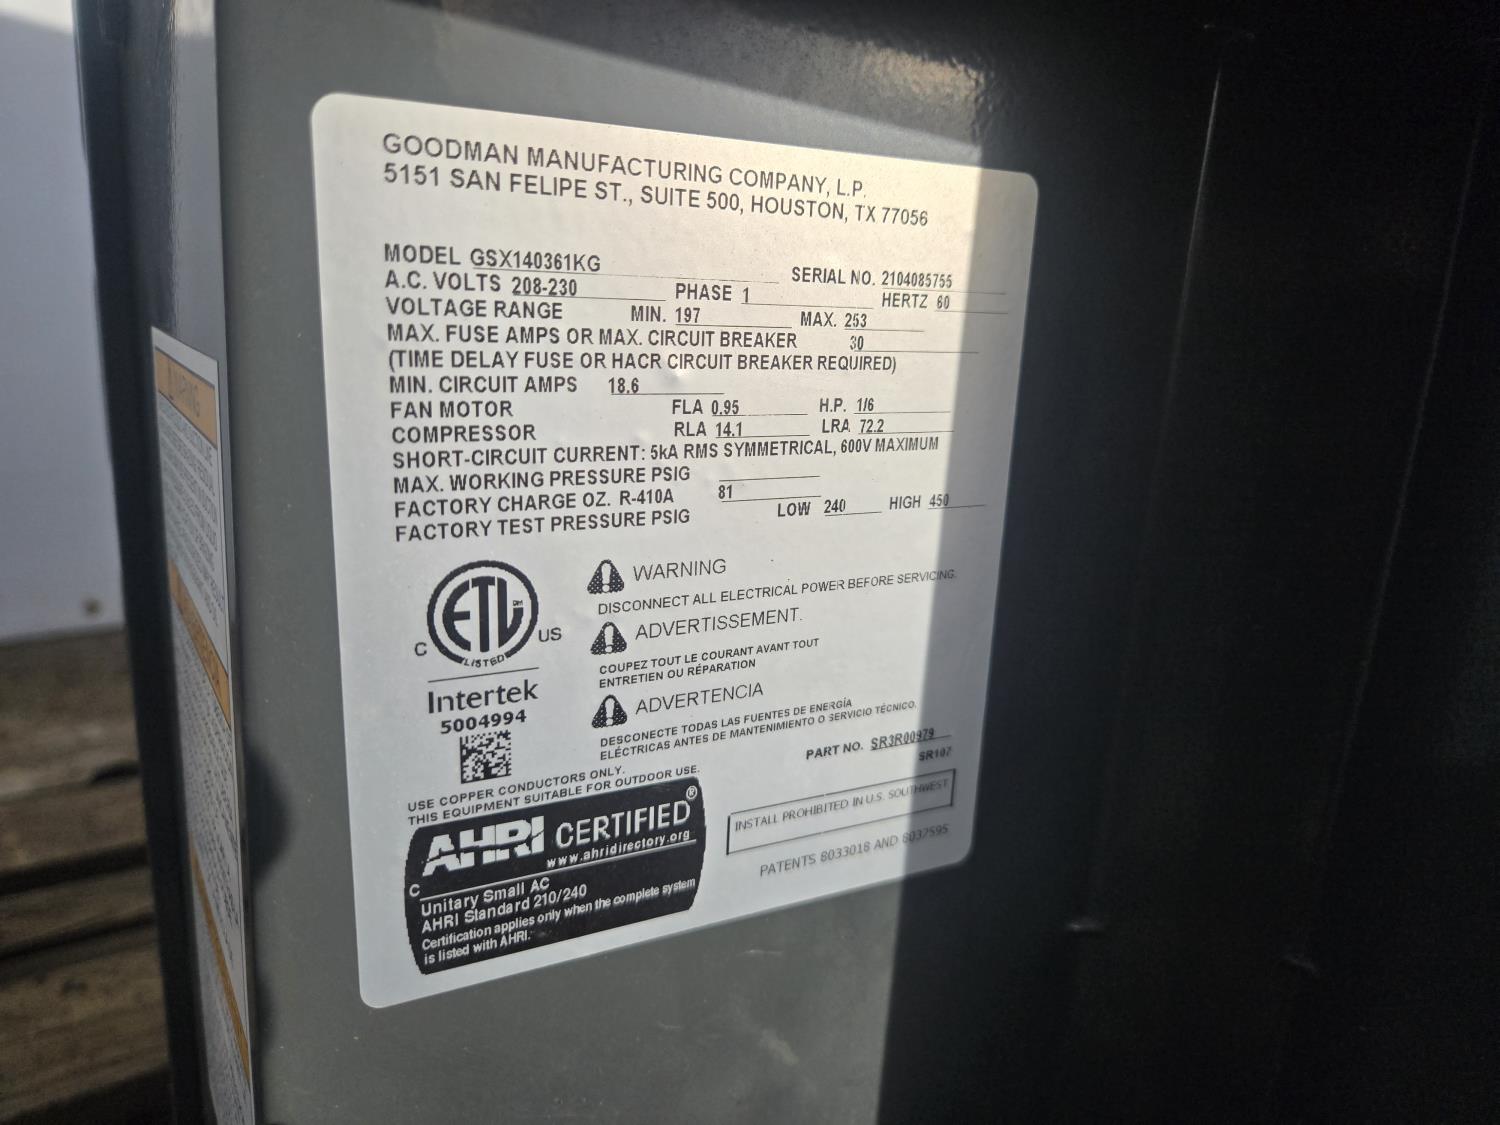 GOODMAN MANUFACTURING COMPANY, L.P.
5151 SAN FELIPE ST., SUITE 500, HOUSTON, TX 77056
MODEL GSX140361KG SERIAL NO. 2104085755
A.C. VOLTS 208-230 PHASE 1 HERTZ 60
VOLTAGE RANGE MIN. 197 MAX. 253
MAX. FUSE AMPS OR MAX. CIRCUIT BREAKER 30
(TIME DELAY FUSE OR HACR CIRCUIT BREAKER REQUIRED)
MIN. CIRCUIT AMPS 18.6
FAN MOTOR FLA 0.95 H.P. 1/6
COMPRESSOR RLA 14.1 LRA 72.2
SHORT-CIRCUIT CURRENT: 5kA RMS SYMMETRICAL, 600V MAXIMUM
MAX. WORKING PRESSURE PSIG
FACTORY CHARGE OZ. R-410A 81
FACTORY TEST PRESSURE PSIG LOW 240 HIGH 450
C ETL CM US
LISTED
Intertek
5004994
WARNING
DISCONNECT ALL ELECTRICAL POWER BEFORE SERVICING.
ADVERTISSEMENT.
COUPEZ TOUT LE COURANT AVANT TOUT
ENTRETIEN OU RÉPARATION
ADVERTENCIA
DESCONECTE TODAS LAS FUENTES DE ENERGÍA
ELÉCTRICAS ANTES DE MANTENIMIENTO O SERVICIO TÉCNICO.
PART NO. SR3R00979
SR107
USE COPPER CONDUCTORS ONLY.
THIS EQUIPMENT SUITABLE FOR OUTDOOR USE.
AHRI CERTIFIED®
www.ahridirectory.org
C
Unitary Small AC
AHRI Standard 210/240
Certification applies only when the complete system
is listed with AHRI.
INSTALL PROHIBITED IN U.S. SOUTHWEST
PATENTS 8033018 AND 8037595
WARNING